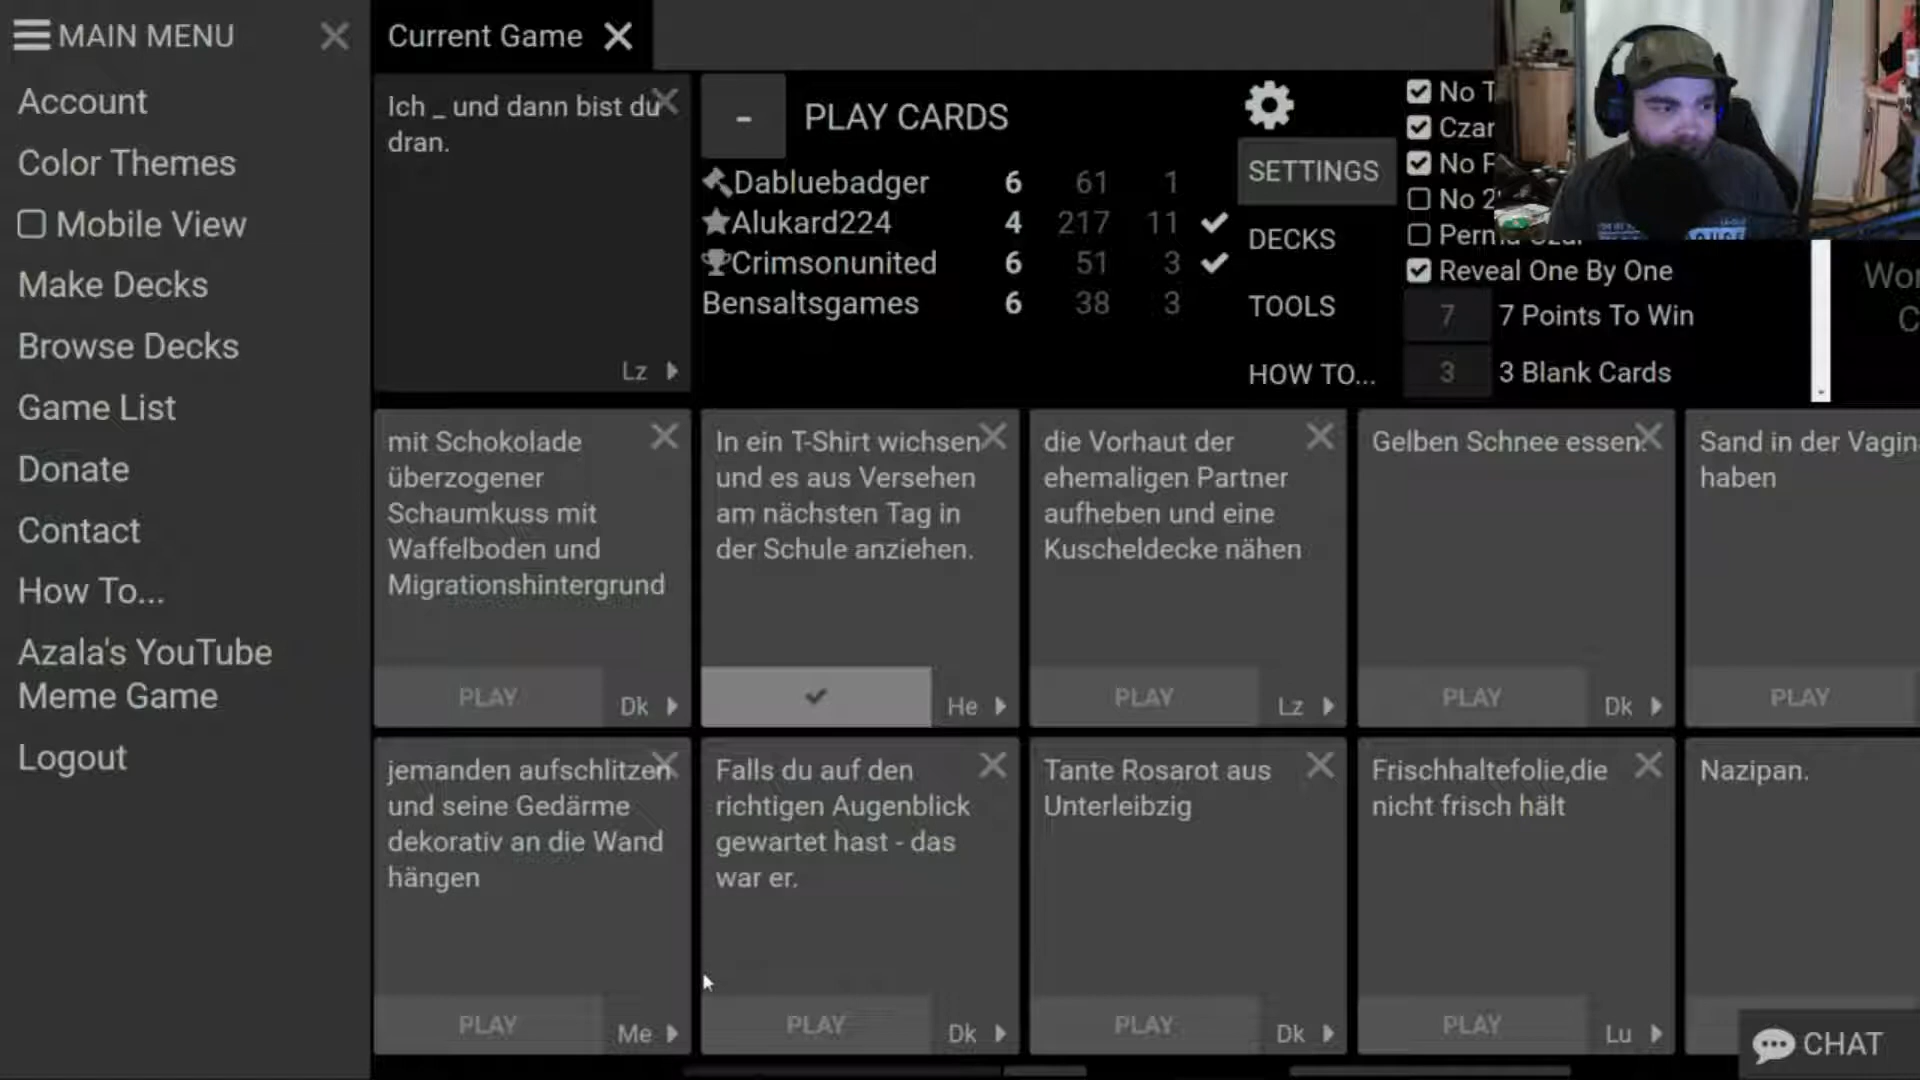 MAIN MENU
Account
Color Themes
Mobile View
Make Decks
Browse Decks
Game List
Donate
Contact
How To...
Azala's YouTube
Meme Game
Logout
Current Game
Ich _ und dann bist du
dran.
Lz
-
PLAY CARDS
Dabluebadger 6 61 1
Alukard224 4 217 11
Crimsonunited 6 51 3
Bensaltsgames 6 38 3
SETTINGS
DECKS
TOOLS
HOW TO...
No
Reveal One By One
7 7 Points To Win
3 3 Blank Cards
mit Schokolade
überzogener
Schaumkuss mit
Waffelboden und
Migrationshintergrund
PLAY
Dk
In ein T-Shirt wichsen
und es aus Versehen
am nächsten Tag in
der Schule anziehen.
He
die Vorhaut der
ehemaligen Partner
aufheben und eine
Kuscheldecke nähen
PLAY
Lz
Gelben Schnee essen.
PLAY
Dk
Sand in der
haben
PLAY
jemanden aufschlitzen
und seine Gedärme
dekorativ an die Wand
hängen
PLAY
Me
Falls du auf den
richtigen Augenblick
gewartet hast - das
war er.
PLAY
Dk
Tante Rosarot aus
Unterleibzig
PLAY
Dk
Frischhaltefolie,die
nicht frisch hält
PLAY
Lu
Nazipan.
CHAT